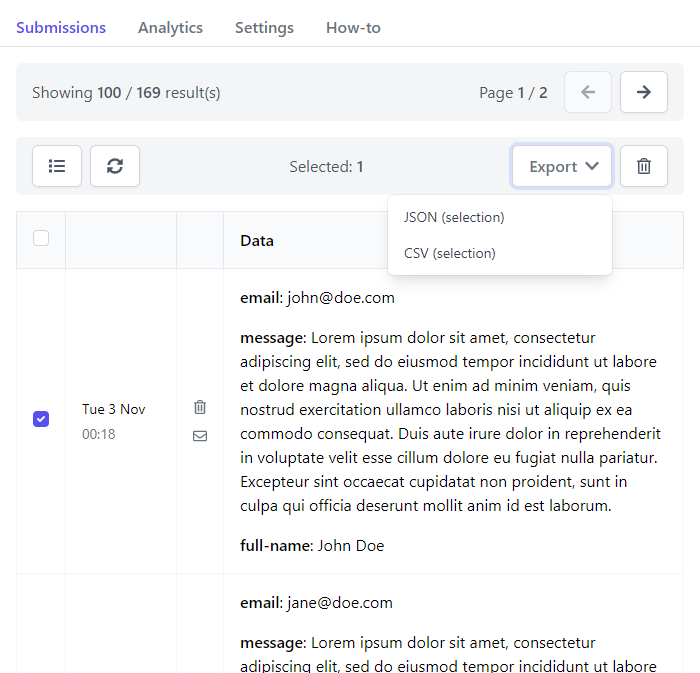 Submissions Analytics Settings How-to
Showing 100 / 169 result(s) Page 1 / 2
Selected: 1 Export
JSON (selection)
CSV (selection)
Data
email: john@doe.com
message: Lorem ipsum dolor sit amet, consectetur
adipiscing elit, sed do eiusmod tempor incididunt ut labore
et dolore magna aliqua. Ut enim ad minim veniam, quis
nostrud exercitation ullamco laboris nisi ut aliquip ex ea
commodo consequat. Duis aute irure dolor in reprehenderit
in voluptate velit esse cillum dolore eu fugiat nulla pariatur.
Excepteur sint occaecat cupidatat non proident, sunt in
culpa qui officia deserunt mollit anim id est laborum.
full-name: John Doe
Tue 3 Nov
00:18
email: jane@doe.com
message: Lorem ipsum dolor sit amet, consectetur
adipiscing elit, sed do eiusmod tempor incididunt ut labore